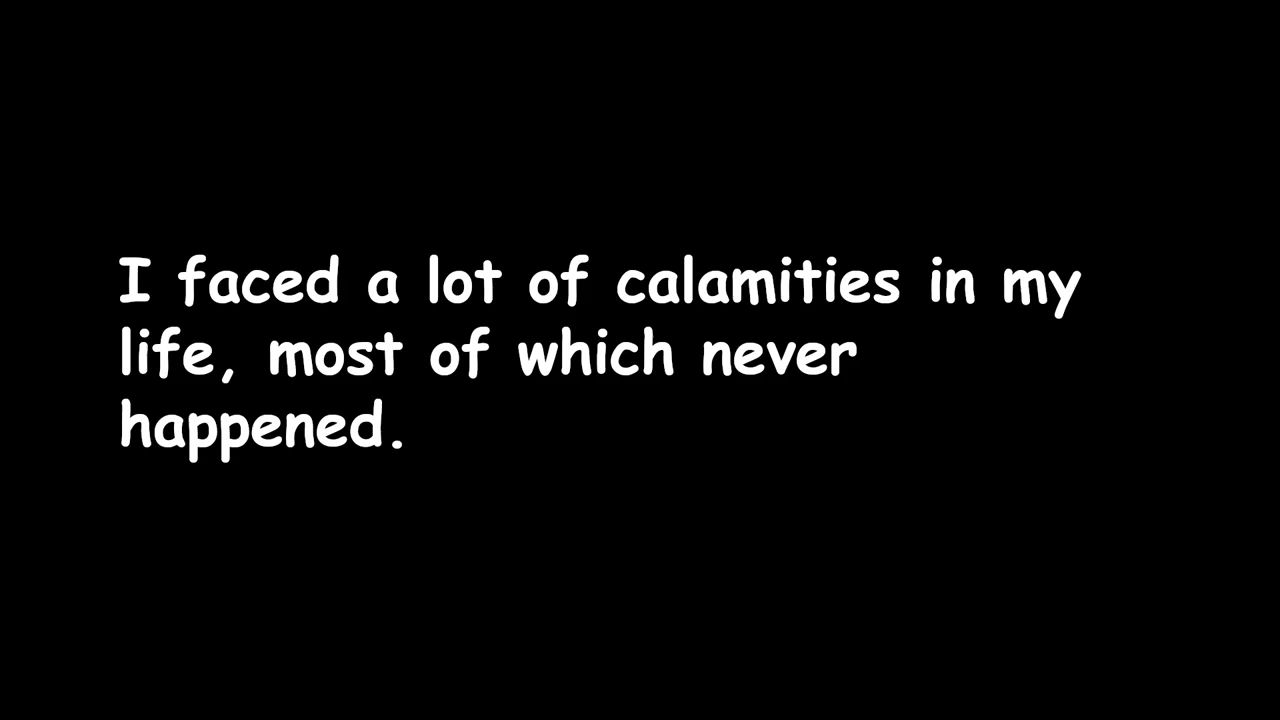 I faced a lot of calamities in my
life, most of which never
happened.